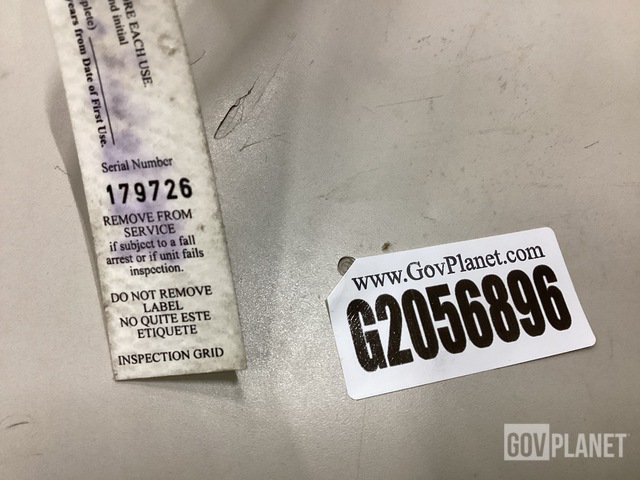 RE EACH USE.
nd initial
plete)
years from Date of First Use.
Serial Number
179726
REMOVE FROM
SERVICE
if subject to a fall
arrest or if unit fails
inspection.
DO NOT REMOVE
LABEL
NO QUITE ESTE
ETIQUETE
INSPECTION GRID
www.GovPlanet.com
G2056896
GOVPLANET